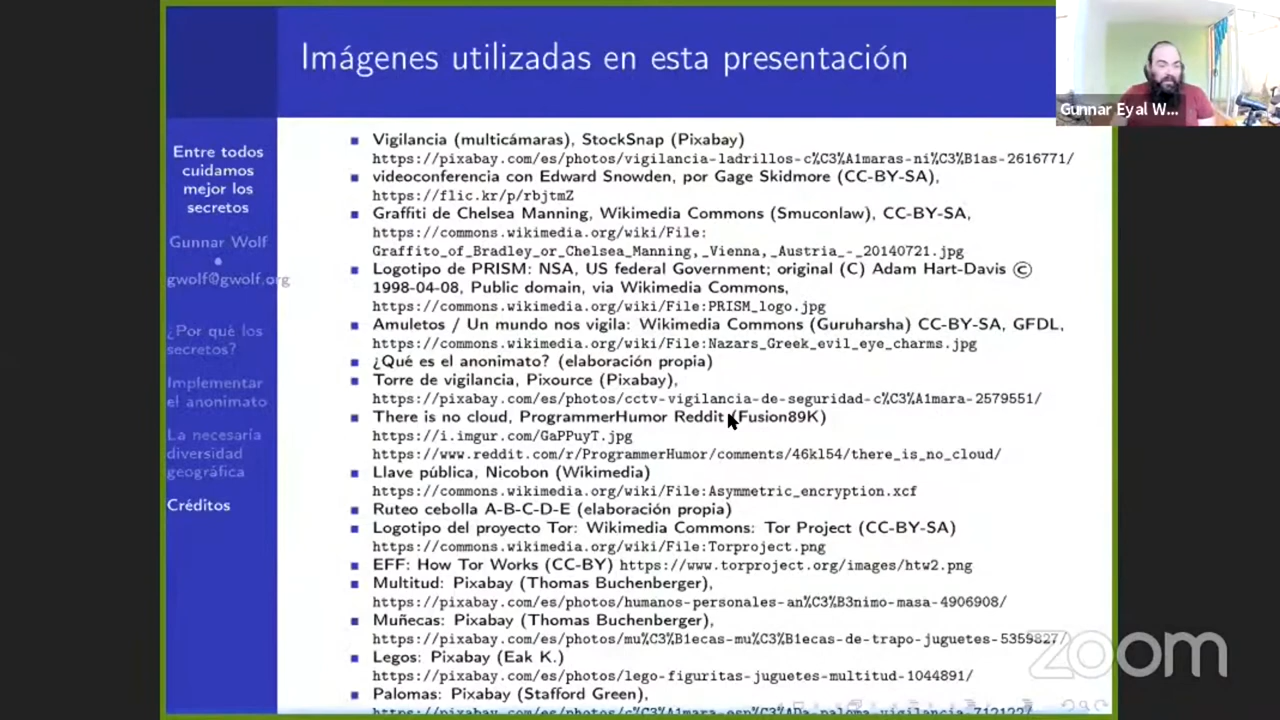 Imágenes utilizadas en esta presentación
Gunnar Eyal W...
Entre todos
cuidamos
mejor los
secretos
Gunnar Wolf
gwolf@gwolf.org
¿Por qué los
secretos?
Implementar
el anonimato
La necesaria
diversidad
geográfica
Créditos
Vigilancia (multicámaras), StockSnap (Pixabay)
https://pixabay.com/es/photos/vigilancia-ladrillos-c%C3%A1maras-ni%C3%B1as-2616771/
videoconferencia con Edward Snowden, por Gage Skidmore (CC-BY-SA),
https://flic.kr/p/rbjtmZ
Graffiti de Chelsea Manning, Wikimedia Commons (Smuconlaw), CC-BY-SA,
https://commons.wikimedia.org/wiki/File:
Graffito_of_Bradley_or_Chelsea_Manning,_Vienna,_Austria_-_20140721.jpg
Logotipo de PRISM: NSA, US federal Government; original (C) Adam Hart-Davis ©
1998-04-08, Public domain, via Wikimedia Commons,
https://commons.wikimedia.org/wiki/File:PRISM_logo.jpg
Amuletos / Un mundo nos vigila: Wikimedia Commons (Guruharsha) CC-BY-SA, GFDL,
https://commons.wikimedia.org/wiki/File:Nazars_Greek_evil_eye_charms.jpg
¿Qué es el anonimato? (elaboración propia)
Torre de vigilancia, Pixource (Pixabay),
https://pixabay.com/es/photos/cctv-vigilancia-de-seguridad-c%C3%A1mara-2579551/
There is no cloud, ProgrammerHumor Reddit (Fusion89K)
https://i.imgur.com/GaPPuyT.jpg
https://www.reddit.com/r/ProgrammerHumor/comments/46kl54/there_is_no_cloud/
Llave pública, Nicobon (Wikimedia)
https://commons.wikimedia.org/wiki/File:Asymmetric_encryption.xcf
Ruteo cebolla A-B-C-D-E (elaboración propia)
Logotipo del proyecto Tor: Wikimedia Commons: Tor Project (CC-BY-SA)
https://commons.wikimedia.org/wiki/File:Torproject.png
EFF: How Tor Works (CC-BY) https://www.torproject.org/images/htw2.png
Multitud: Pixabay (Thomas Buchenberger),
https://pixabay.com/es/photos/humanos-personales-an%C3%B3nimo-masa-4906908/
Muñecas: Pixabay (Thomas Buchenberger),
https://pixabay.com/es/photos/mu%C3%B1ecas-mu%C3%B1ecas-de-trapo-juguetes-5359827/
Legos: Pixabay (Eak K.)
https://pixabay.com/es/photos/lego-figuritas-juguetes-multitud-1044891/
Palomas: Pixabay (Stafford Green),
https://pixabay.com/es/photos/c%C3%A1mara-esp%C3%ADa-paloma-vigilancia-712122/
zoom